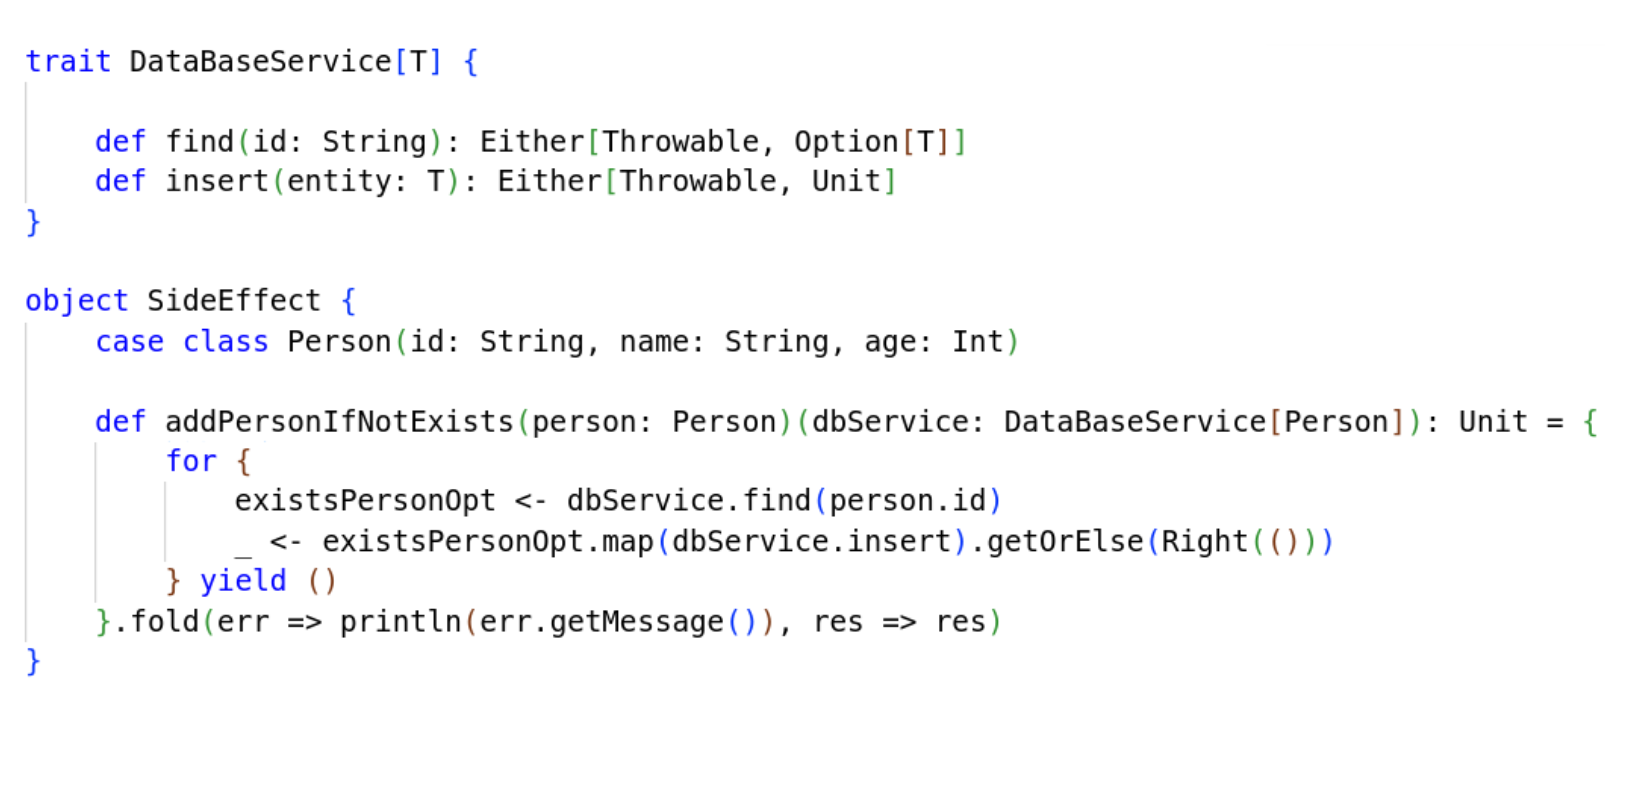 trait DataBaseService[T] {
def find(id: String): Either[Throwable, Option[T]]
def insert(entity: T): Either[Throwable, Unit]
}
object SideEffect {
case class Person(id: String, name: String, age: Int)
def addPersonIfNotExists(person: Person)(dbService: DataBaseService[Person]): Unit = {
for {
existsPersonOpt <- dbService.find(person.id)
_ <- existsPersonOpt.map(dbService.insert).getOrElse(Right(()))
} yield ()
}.fold(err => println(err.getMessage()), res => res)
}